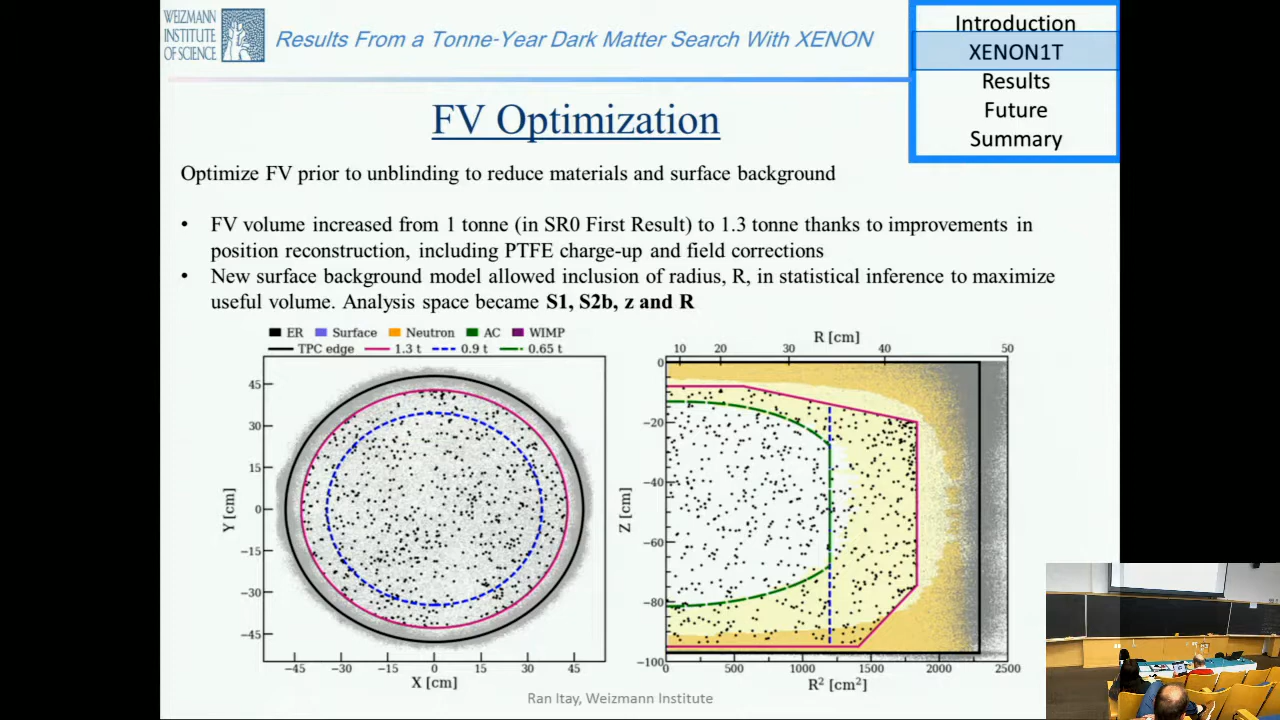 WEIZMANN
INSTITUTE
OF SCIENCE
Results From a Tonne-Year Dark Matter Search With XENON
Introduction
XENON1T
Results
Future
Summary
FV Optimization
Optimize FV prior to unblinding to reduce materials and surface background
• FV volume increased from 1 tonne (in SR0 First Result) to 1.3 tonne thanks to improvements in
position reconstruction, including PTFE charge-up and field corrections
• New surface background model allowed inclusion of radius, R, in statistical inference to maximize
useful volume. Analysis space became S1, S2b, z and R
ER Surface Neutron AC WIMP
TPC edge 1.3 t 0.9 t 0.65 t
45
30
15
0
−15
−30
−45
Y [cm]
−45 −30 −15 0 15 30 45
X [cm]
R [cm]
10 20 30 40 50
0
−20
−40
−60
−80
−100
Z [cm]
0 500 1000 1500 2000 2500
R² [cm²]
Ran Itay, Weizmann Institute